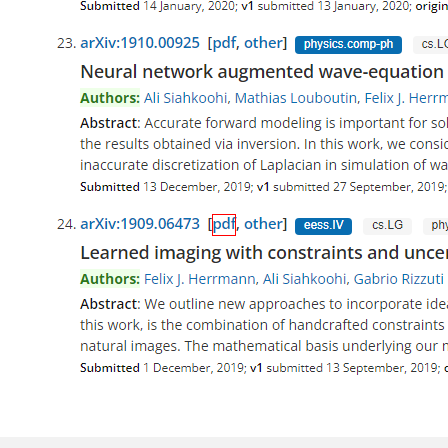 Submitted 14 January, 2020; v1 submitted 13 January, 2020; origin
23. arXiv:1910.00925 [pdf, other] physics.comp-ph cs.LG
Neural network augmented wave-equation
Authors: Ali Siahkoohi, Mathias Louboutin, Felix J. Herrm
Abstract: Accurate forward modeling is important for sol
the results obtained via inversion. In this work, we consid
inaccurate discretization of Laplacian in simulation of wa
Submitted 13 December, 2019; v1 submitted 27 September, 2019;
24. arXiv:1909.06473 [pdf, other] eess.IV cs.LG phy
Learned imaging with constraints and uncer
Authors: Felix J. Herrmann, Ali Siahkoohi, Gabrio Rizzuti
Abstract: We outline new approaches to incorporate idea
this work, is the combination of handcrafted constraints
natural images. The mathematical basis underlying our
Submitted 1 December, 2019; v1 submitted 13 September, 2019;